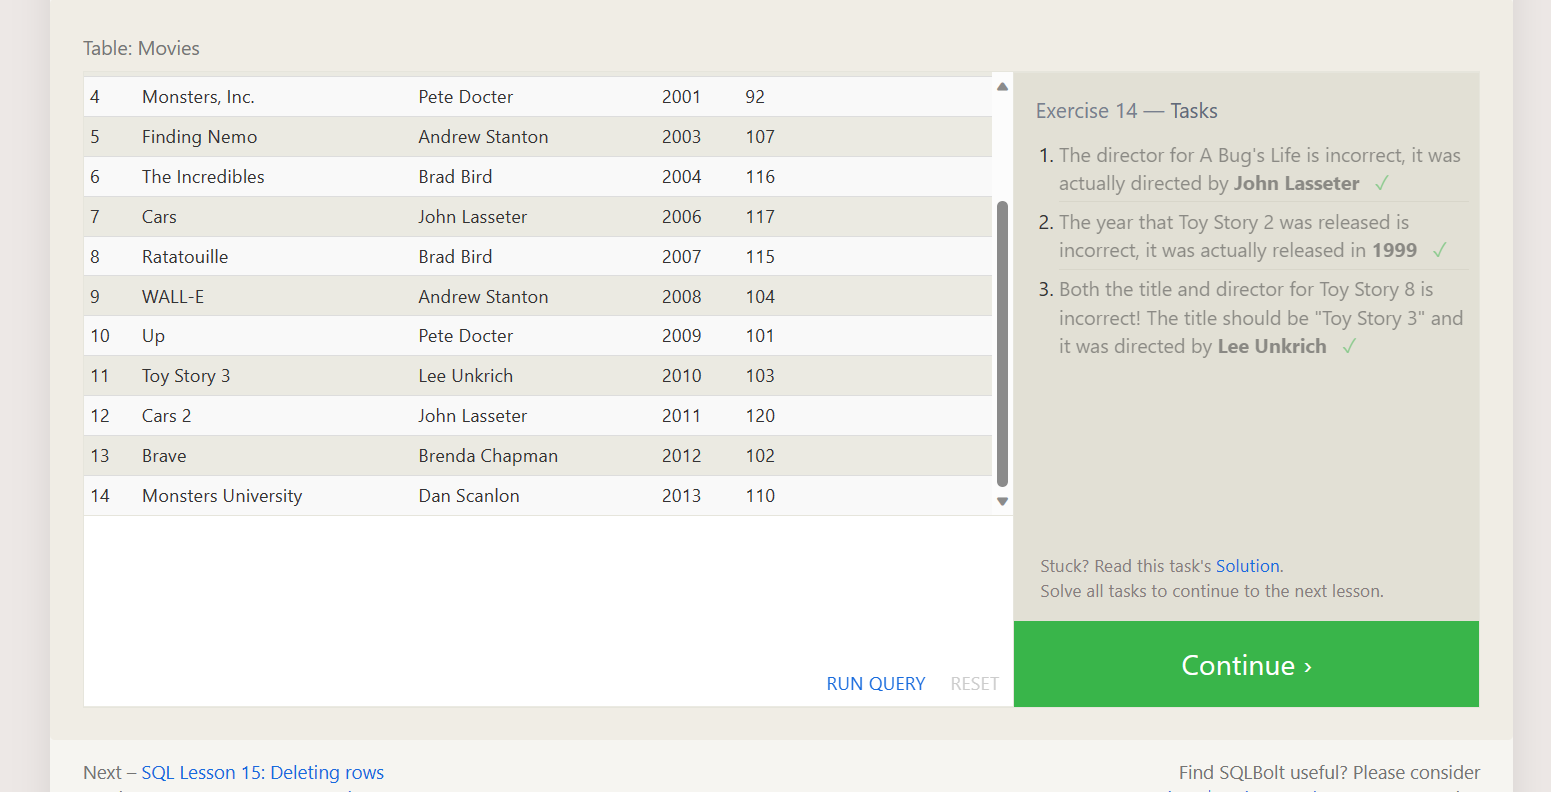 Table: Movies
4 Monsters, Inc. Pete Docter 2001 92
5 Finding Nemo Andrew Stanton 2003 107
6 The Incredibles Brad Bird 2004 116
7 Cars John Lasseter 2006 117
8 Ratatouille Brad Bird 2007 115
9 WALL-E Andrew Stanton 2008 104
10 Up Pete Docter 2009 101
11 Toy Story 3 Lee Unkrich 2010 103
12 Cars 2 John Lasseter 2011 120
13 Brave Brenda Chapman 2012 102
14 Monsters University Dan Scanlon 2013 110
RUN QUERY RESET
Exercise 14 — Tasks
1. The director for A Bug's Life is incorrect, it was
actually directed by John Lasseter ✓
2. The year that Toy Story 2 was released is
incorrect, it was actually released in 1999 ✓
3. Both the title and director for Toy Story 8 is
incorrect! The title should be "Toy Story 3" and
it was directed by Lee Unkrich ✓
Stuck? Read this task's Solution.
Solve all tasks to continue to the next lesson.
Continue ›
Next – SQL Lesson 15: Deleting rows
Find SQLBolt useful? Please consider